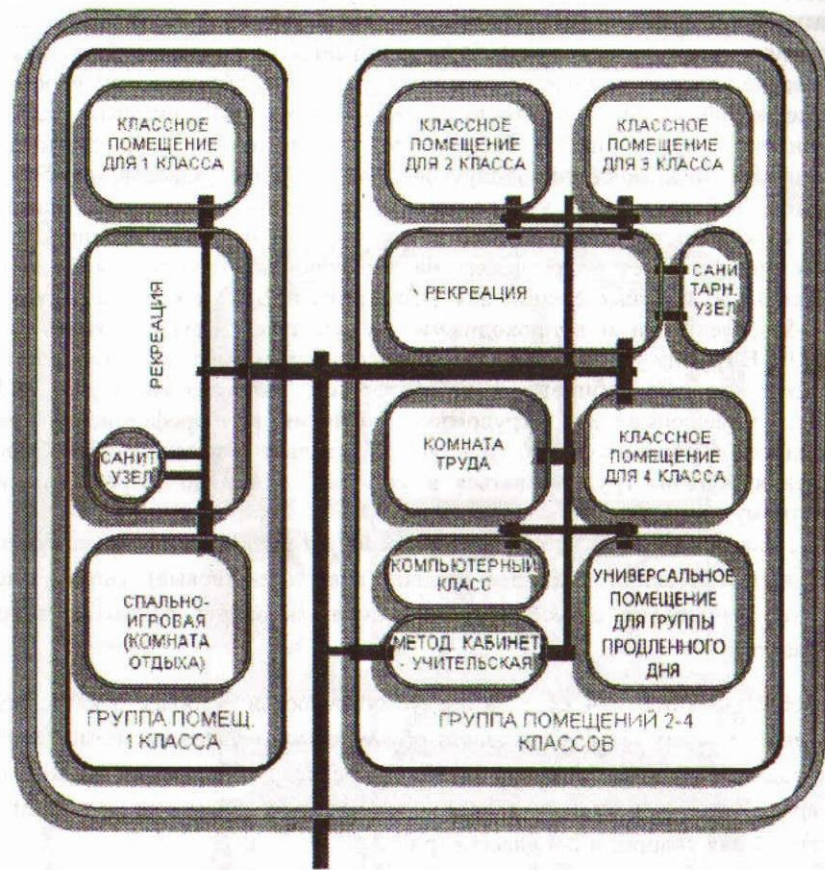 КЛАССНОЕ
ПОМЕЩЕНИЕ
ДЛЯ 1 КЛАССА
РЕКРЕАЦИЯ
САНИТ.
УЗЕЛ
СПАЛЬНО-
ИГРОВАЯ
(КОМНАТА
ОТДЫХА)
ГРУППА ПОМЕЩ.
1 КЛАССА
КЛАССНОЕ
ПОМЕЩЕНИЕ
ДЛЯ 2 КЛАССА
КЛАССНОЕ
ПОМЕЩЕНИЕ
ДЛЯ 3 КЛАССА
РЕКРЕАЦИЯ
САНИ
ТАРН.
УЗЕЛ
КОМНАТА
ТРУДА
КЛАССНОЕ
ПОМЕЩЕНИЕ
ДЛЯ 4 КЛАССА
КОМПЬЮТЕРНЫЙ
КЛАСС
УНИВЕРСАЛЬНОЕ
ПОМЕЩЕНИЕ
ДЛЯ ГРУППЫ
ПРОДЛЕННОГО
ДНЯ
МЕТОД. КАБИНЕТ
- УЧИТЕЛЬСКАЯ
ГРУППА ПОМЕЩЕНИЙ 2-4
КЛАССОВ